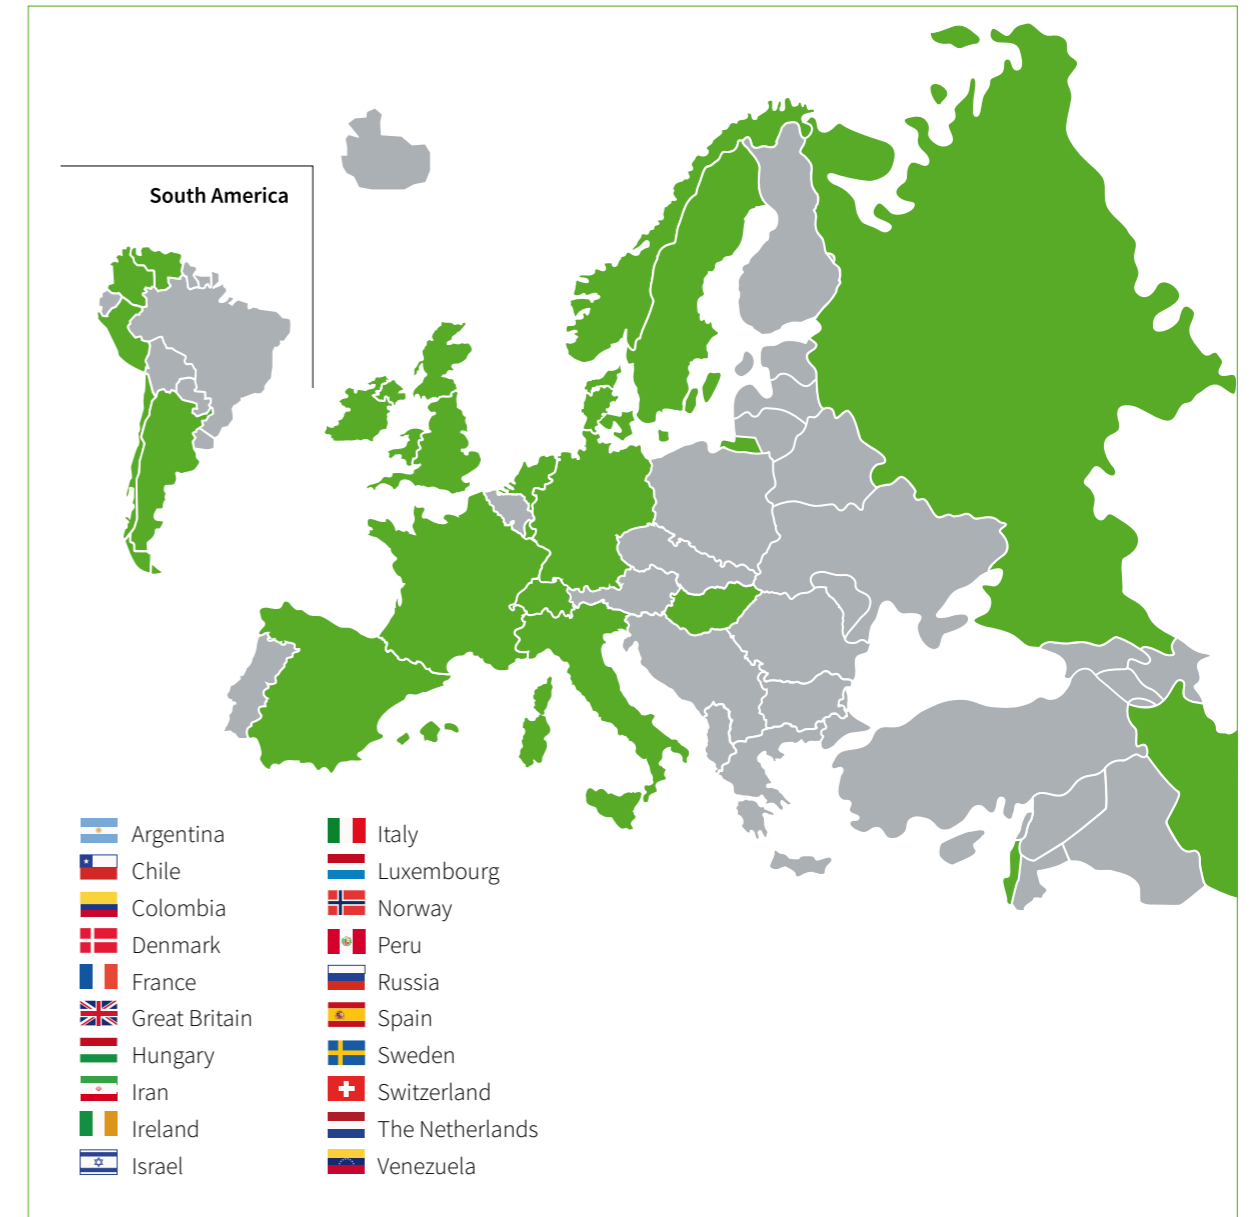 South America
Argentina
Chile
Colombia
Denmark
France
Great Britain
Hungary
Iran
Ireland
Israel
Italy
Luxembourg
Norway
Peru
Russia
Spain
Sweden
Switzerland
The Netherlands
Venezuela